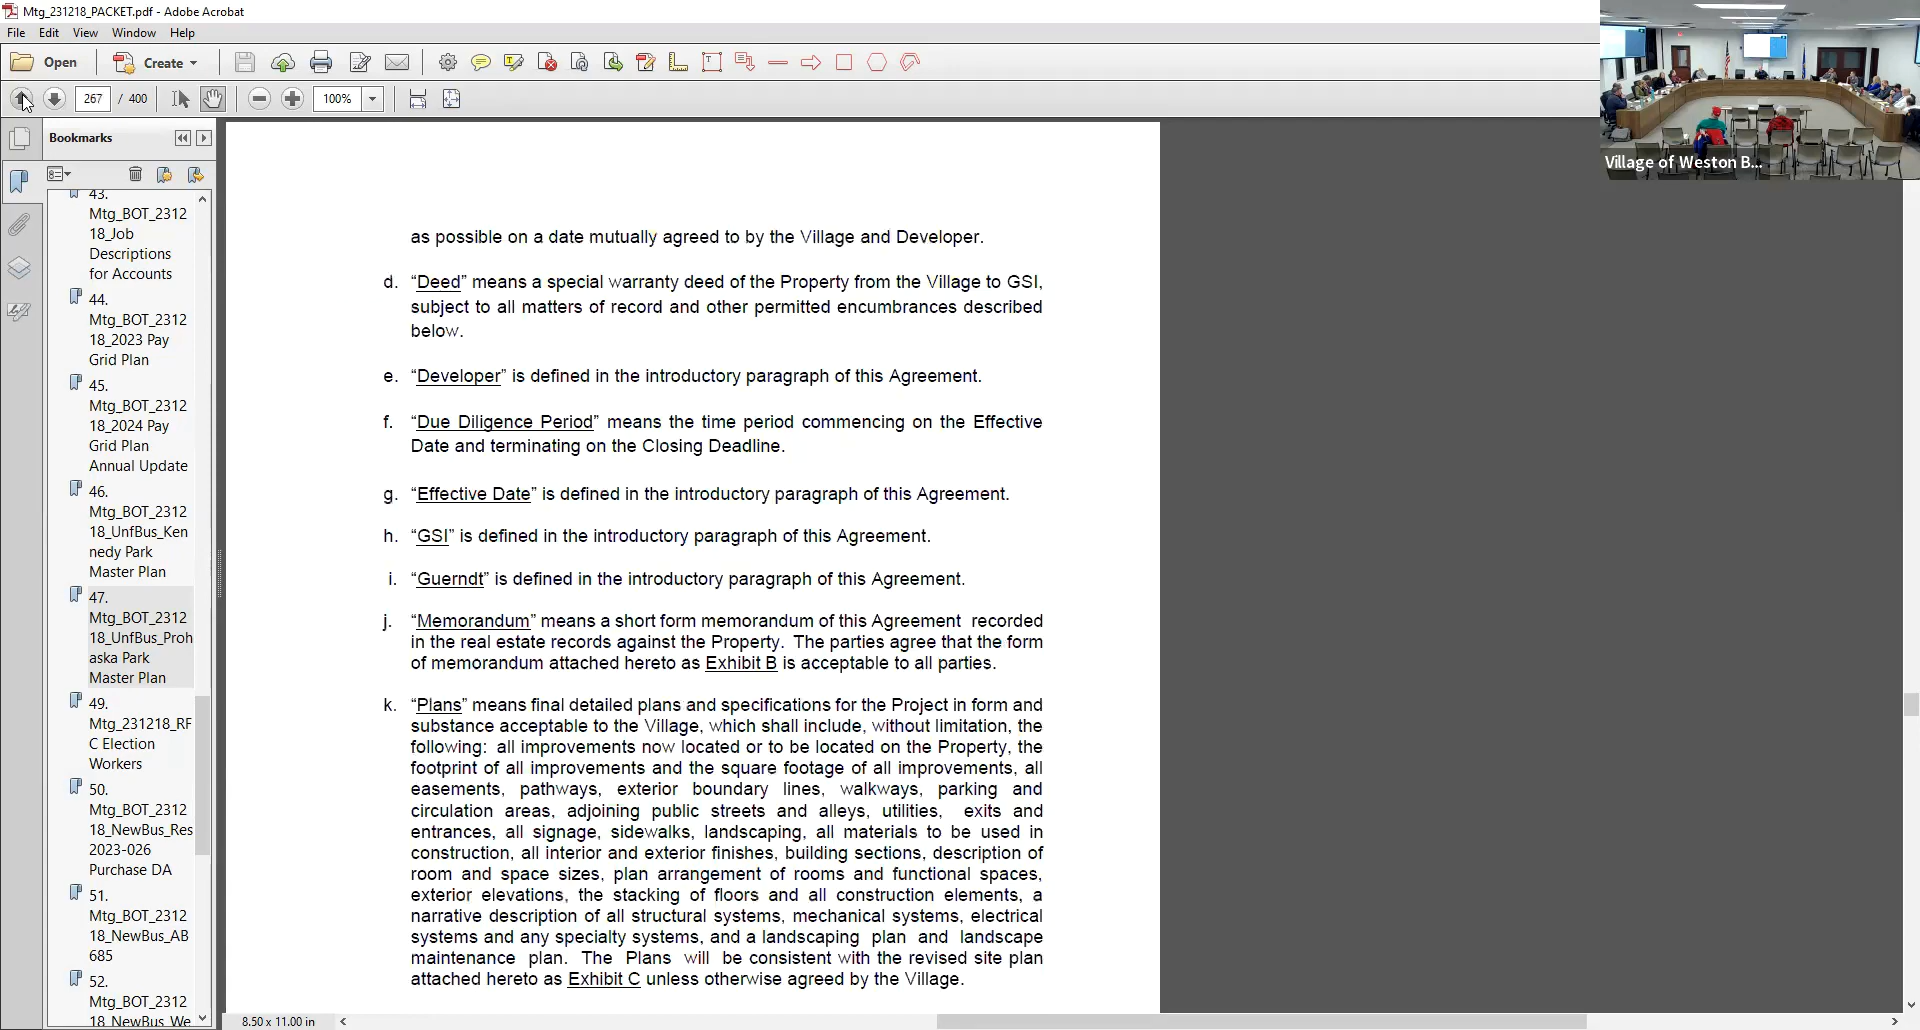 Mtg_231218_PACKET.pdf - Adobe Acrobat
File Edit View Window Help
Open Create
267 / 400 100%
Bookmarks
43.
Mtg_BOT_2312
18_Job
Descriptions
for Accounts
44.
Mtg_BOT_2312
18_2023 Pay
Grid Plan
45.
Mtg_BOT_2312
18_2024 Pay
Grid Plan
Annual Update
46.
Mtg_BOT_2312
18_UnfBus_Ken
nedy Park
Master Plan
47.
Mtg_BOT_2312
18_UnfBus_Proh
aska Park
Master Plan
49.
Mtg_231218_RF
C Election
Workers
50.
Mtg_BOT_2312
18_NewBus_Res
2023-026
Purchase DA
51.
Mtg_BOT_2312
18_NewBus_AB
685
52.
Mtg_BOT_2312
18_NewBus_We
as possible on a date mutually agreed to by the Village and Developer.
d. “Deed” means a special warranty deed of the Property from the Village to GSI,
subject to all matters of record and other permitted encumbrances described
below.
e. “Developer” is defined in the introductory paragraph of this Agreement.
f. “Due Diligence Period” means the time period commencing on the Effective
Date and terminating on the Closing Deadline.
g. “Effective Date” is defined in the introductory paragraph of this Agreement.
h. “GSI” is defined in the introductory paragraph of this Agreement.
i. “Guerndt” is defined in the introductory paragraph of this Agreement.
j. “Memorandum” means a short form memorandum of this Agreement recorded
in the real estate records against the Property. The parties agree that the form
of memorandum attached hereto as Exhibit B is acceptable to all parties.
k. “Plans” means final detailed plans and specifications for the Project in form and
substance acceptable to the Village, which shall include, without limitation, the
following: all improvements now located or to be located on the Property, the
footprint of all improvements and the square footage of all improvements, all
easements, pathways, exterior boundary lines, walkways, parking and
circulation areas, adjoining public streets and alleys, utilities, exits and
entrances, all signage, sidewalks, landscaping, all materials to be used in
construction, all interior and exterior finishes, building sections, description of
room and space sizes, plan arrangement of rooms and functional spaces,
exterior elevations, the stacking of floors and all construction elements, a
narrative description of all structural systems, mechanical systems, electrical
systems and any specialty systems, and a landscaping plan and landscape
maintenance plan. The Plans will be consistent with the revised site plan
attached hereto as Exhibit C unless otherwise agreed by the Village.
8.50 x 11.00 in
Village of Weston B...